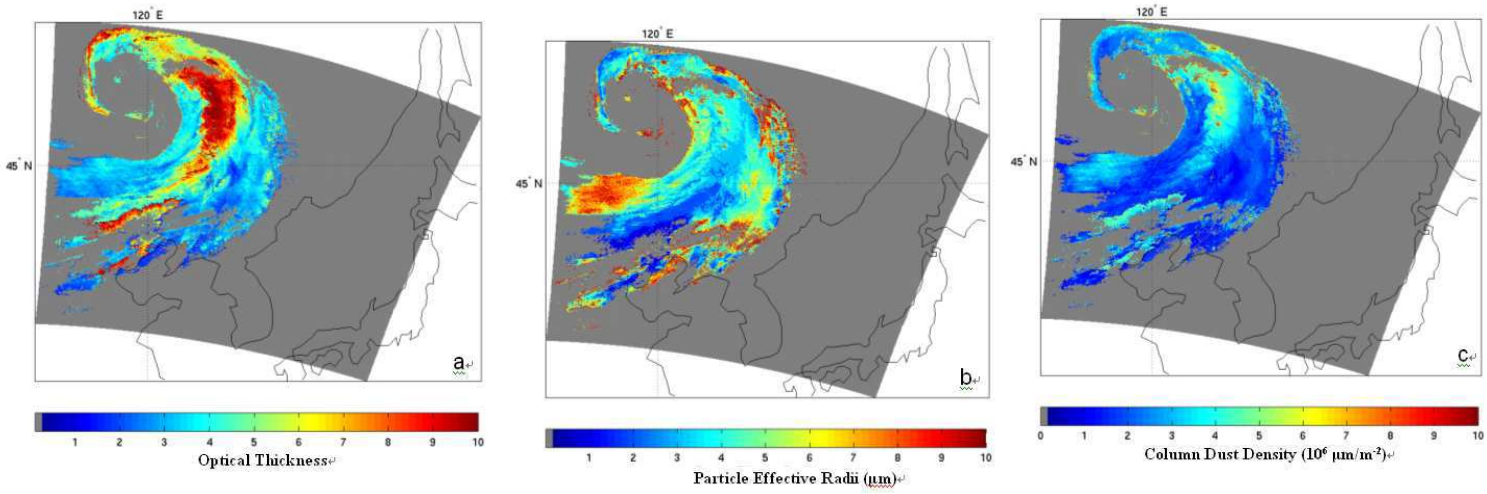 120° E
45° N
a↵
1 2 3 4 5 6 7 8 9 10
Optical Thickness↵
120° E
45° N
b↵
1 2 3 4 5 6 7 8 9 10
Particle Effective Radii (μm)↵
120° E
45° N
c↵
0 1 2 3 4 5 6 7 8 9 10
Column Dust Density (10⁶ μm/m⁻²)↵